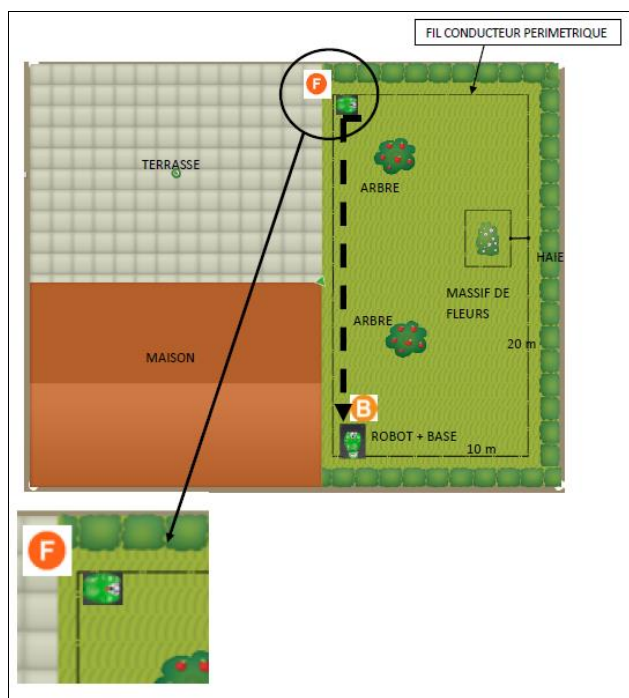 FIL CONDUCTEUR PERIMETRIQUE
F
TERRASSE
ARBRE
HAIE
MASSIF DE
FLEURS
ARBRE
20 m
MAISON
B
ROBOT + BASE
10 m
F